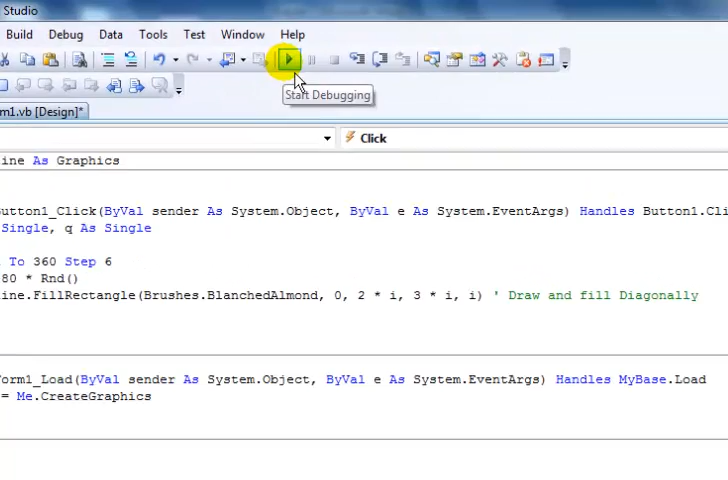 Studio
Build Debug Data Tools Test Window Help
Start Debugging
m1.vb [Design]*
Click
ine As Graphics
utton1_Click(ByVal sender As System.Object, ByVal e As System.EventArgs) Handles Button1.Cli
Single, q As Single
To 360 Step 6
80 * Rnd()
ine.FillRectangle(Brushes.BlanchedAlmond, 0, 2 * i, 3 * i, i) ' Draw and fill Diagonally
orm1_Load(ByVal sender As System.Object, ByVal e As System.EventArgs) Handles MyBase.Load
= Me.CreateGraphics